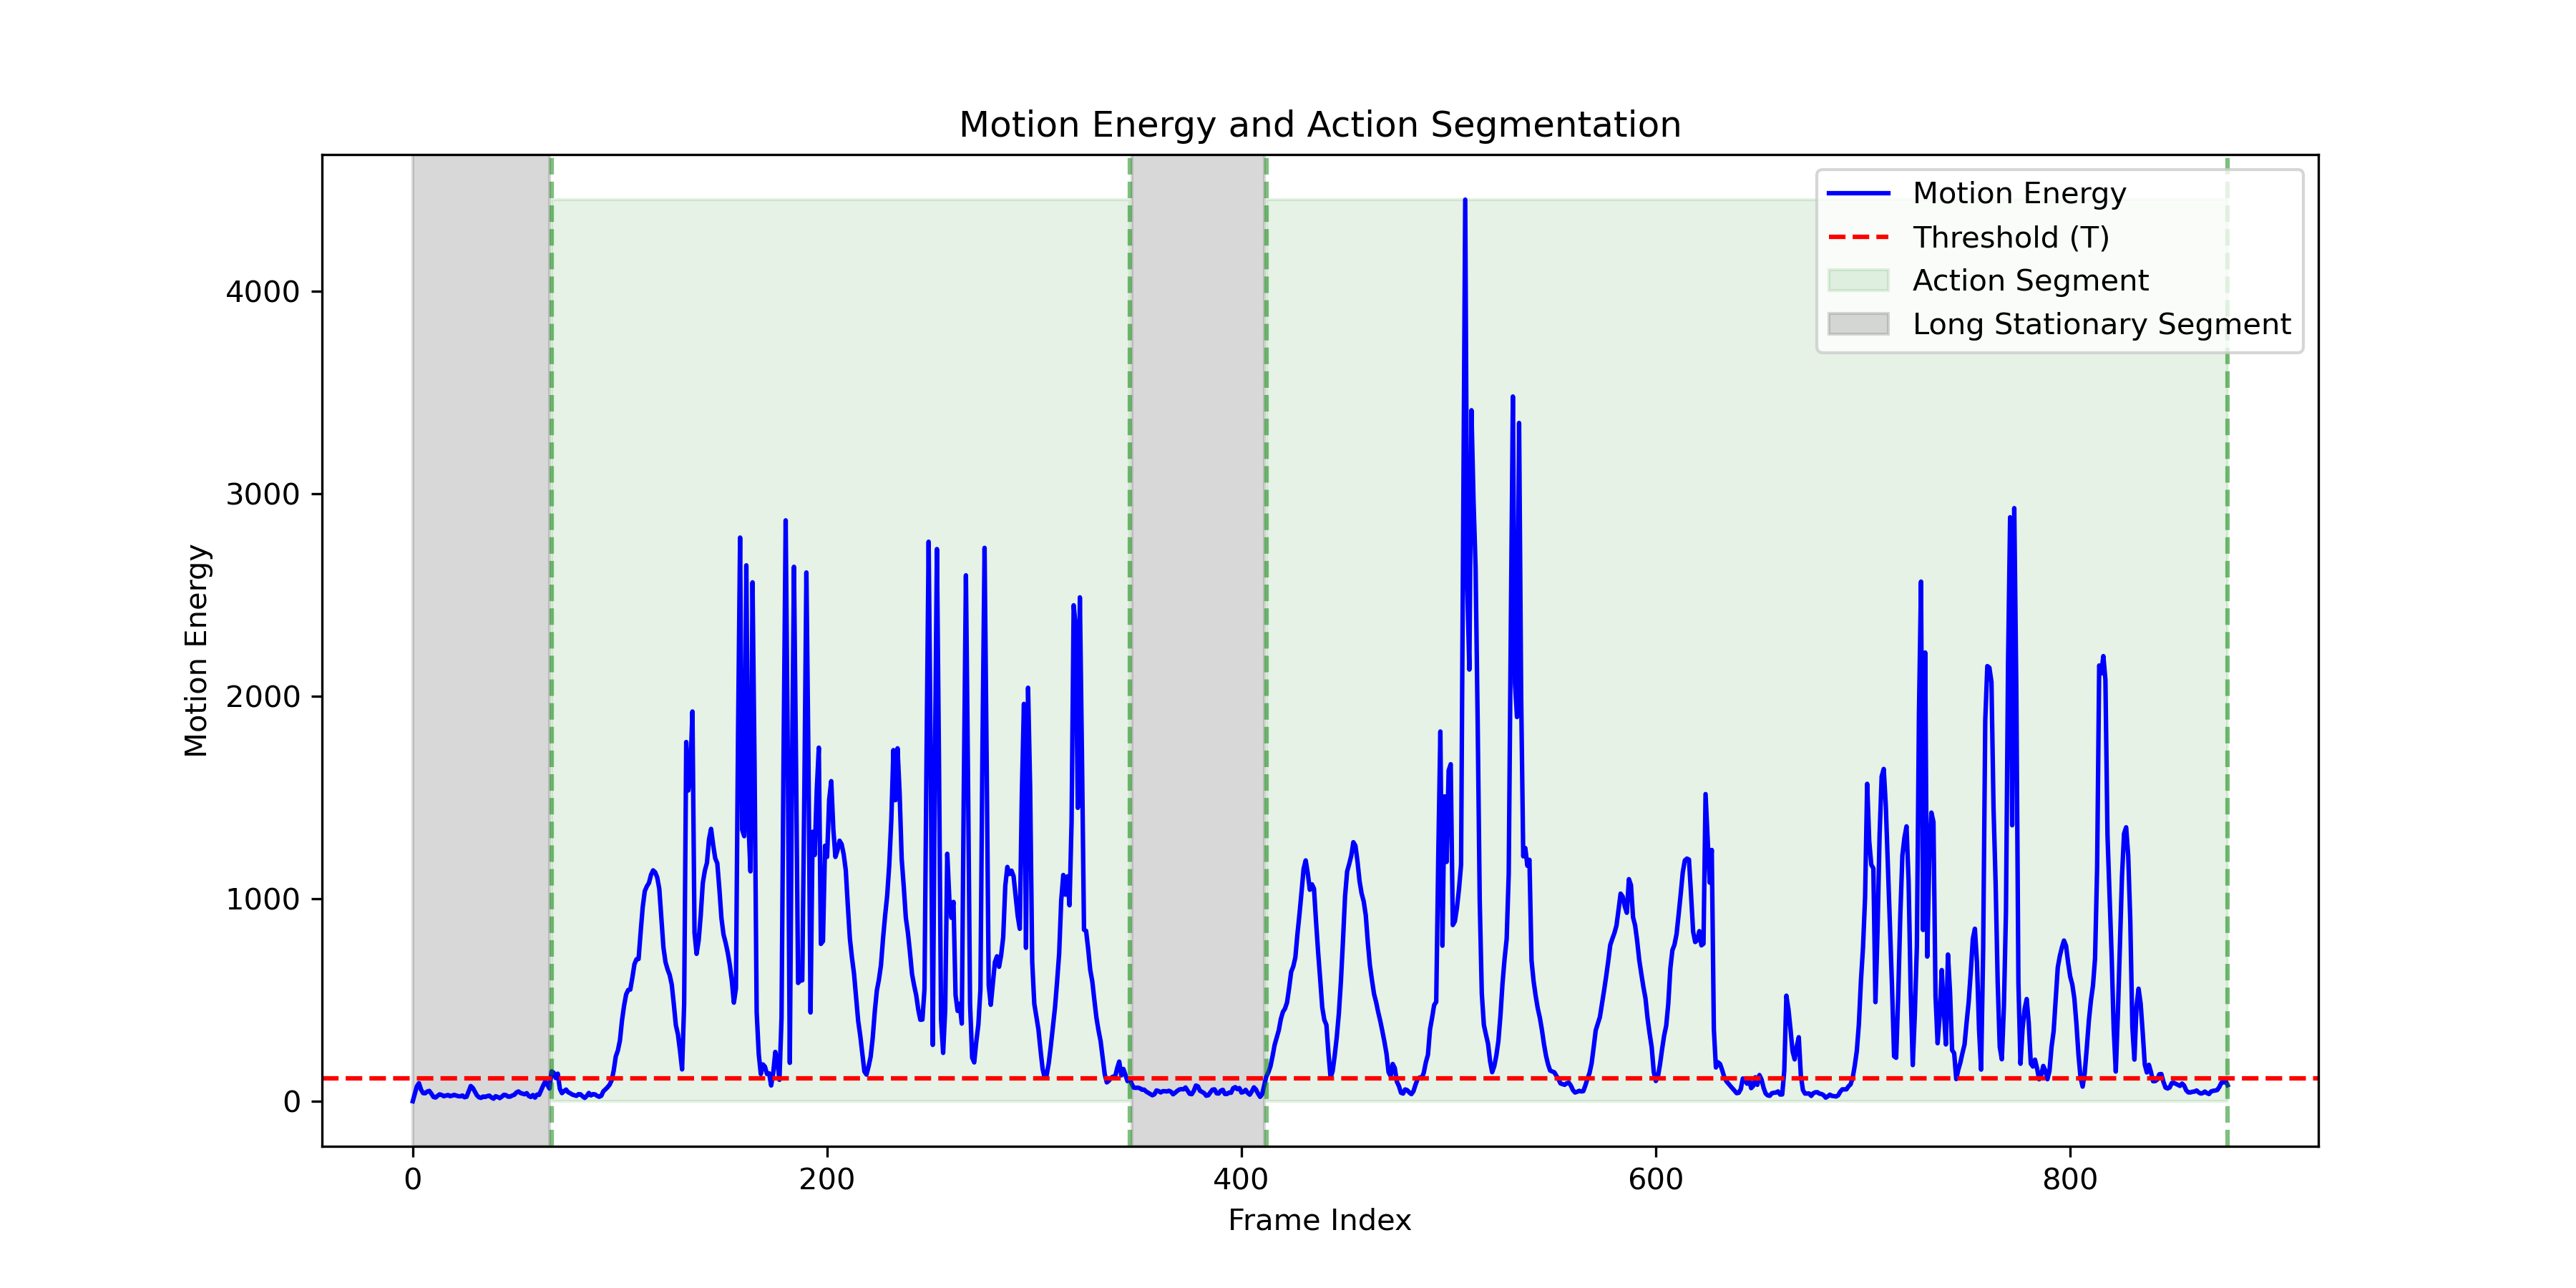 Motion Energy and Action Segmentation
Motion Energy
Threshold (T)
Action Segment
Long Stationary Segment
4000
3000
2000
1000
0
Motion Energy
0 200 400 600 800
Frame Index